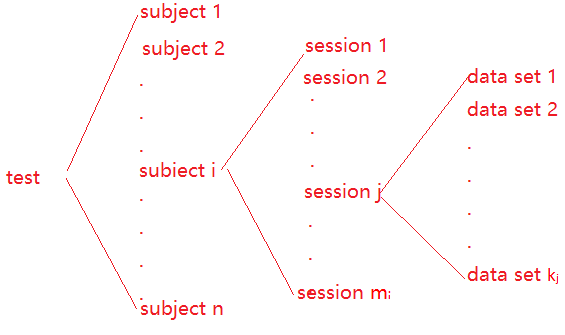 test
subject 1
subject 2
subiect i
subject n
session 1
session 2
session j
session mᵢ
data set 1
data set 2
data set kⱼ